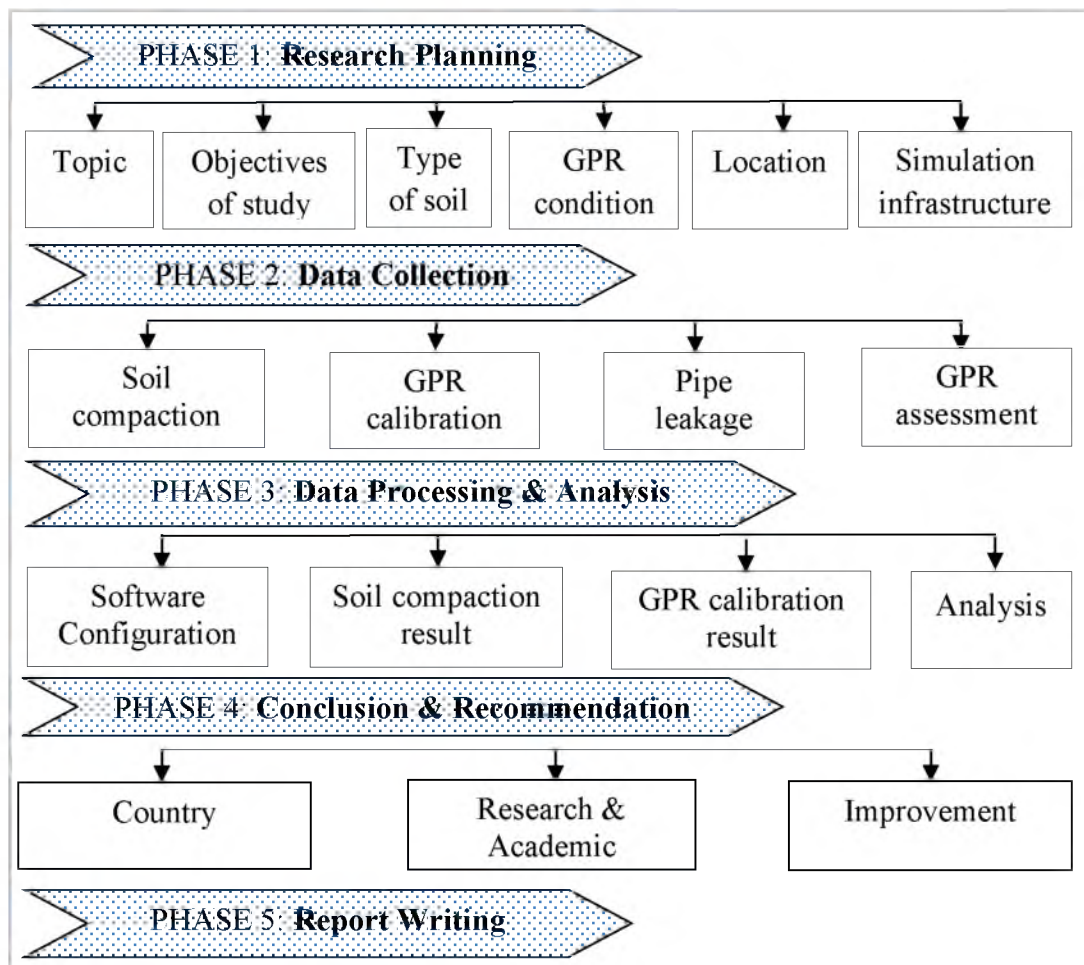 PHASE 1: Research Planning
Topic
Objectives
of study
Type
of soil
GPR
condition
Location
Simulation
infrastructure
PHASE 2: Data Collection
Soil
compaction
GPR
calibration
Pipe
leakage
GPR
assessment
PHASE 3: Data Processing & Analysis
Software
Configuration
Soil compaction
result
GPR calibration
result
Analysis
PHASE 4: Conclusion & Recommendation
Country
Research &
Academic
Improvement
PHASE 5: Report Writing